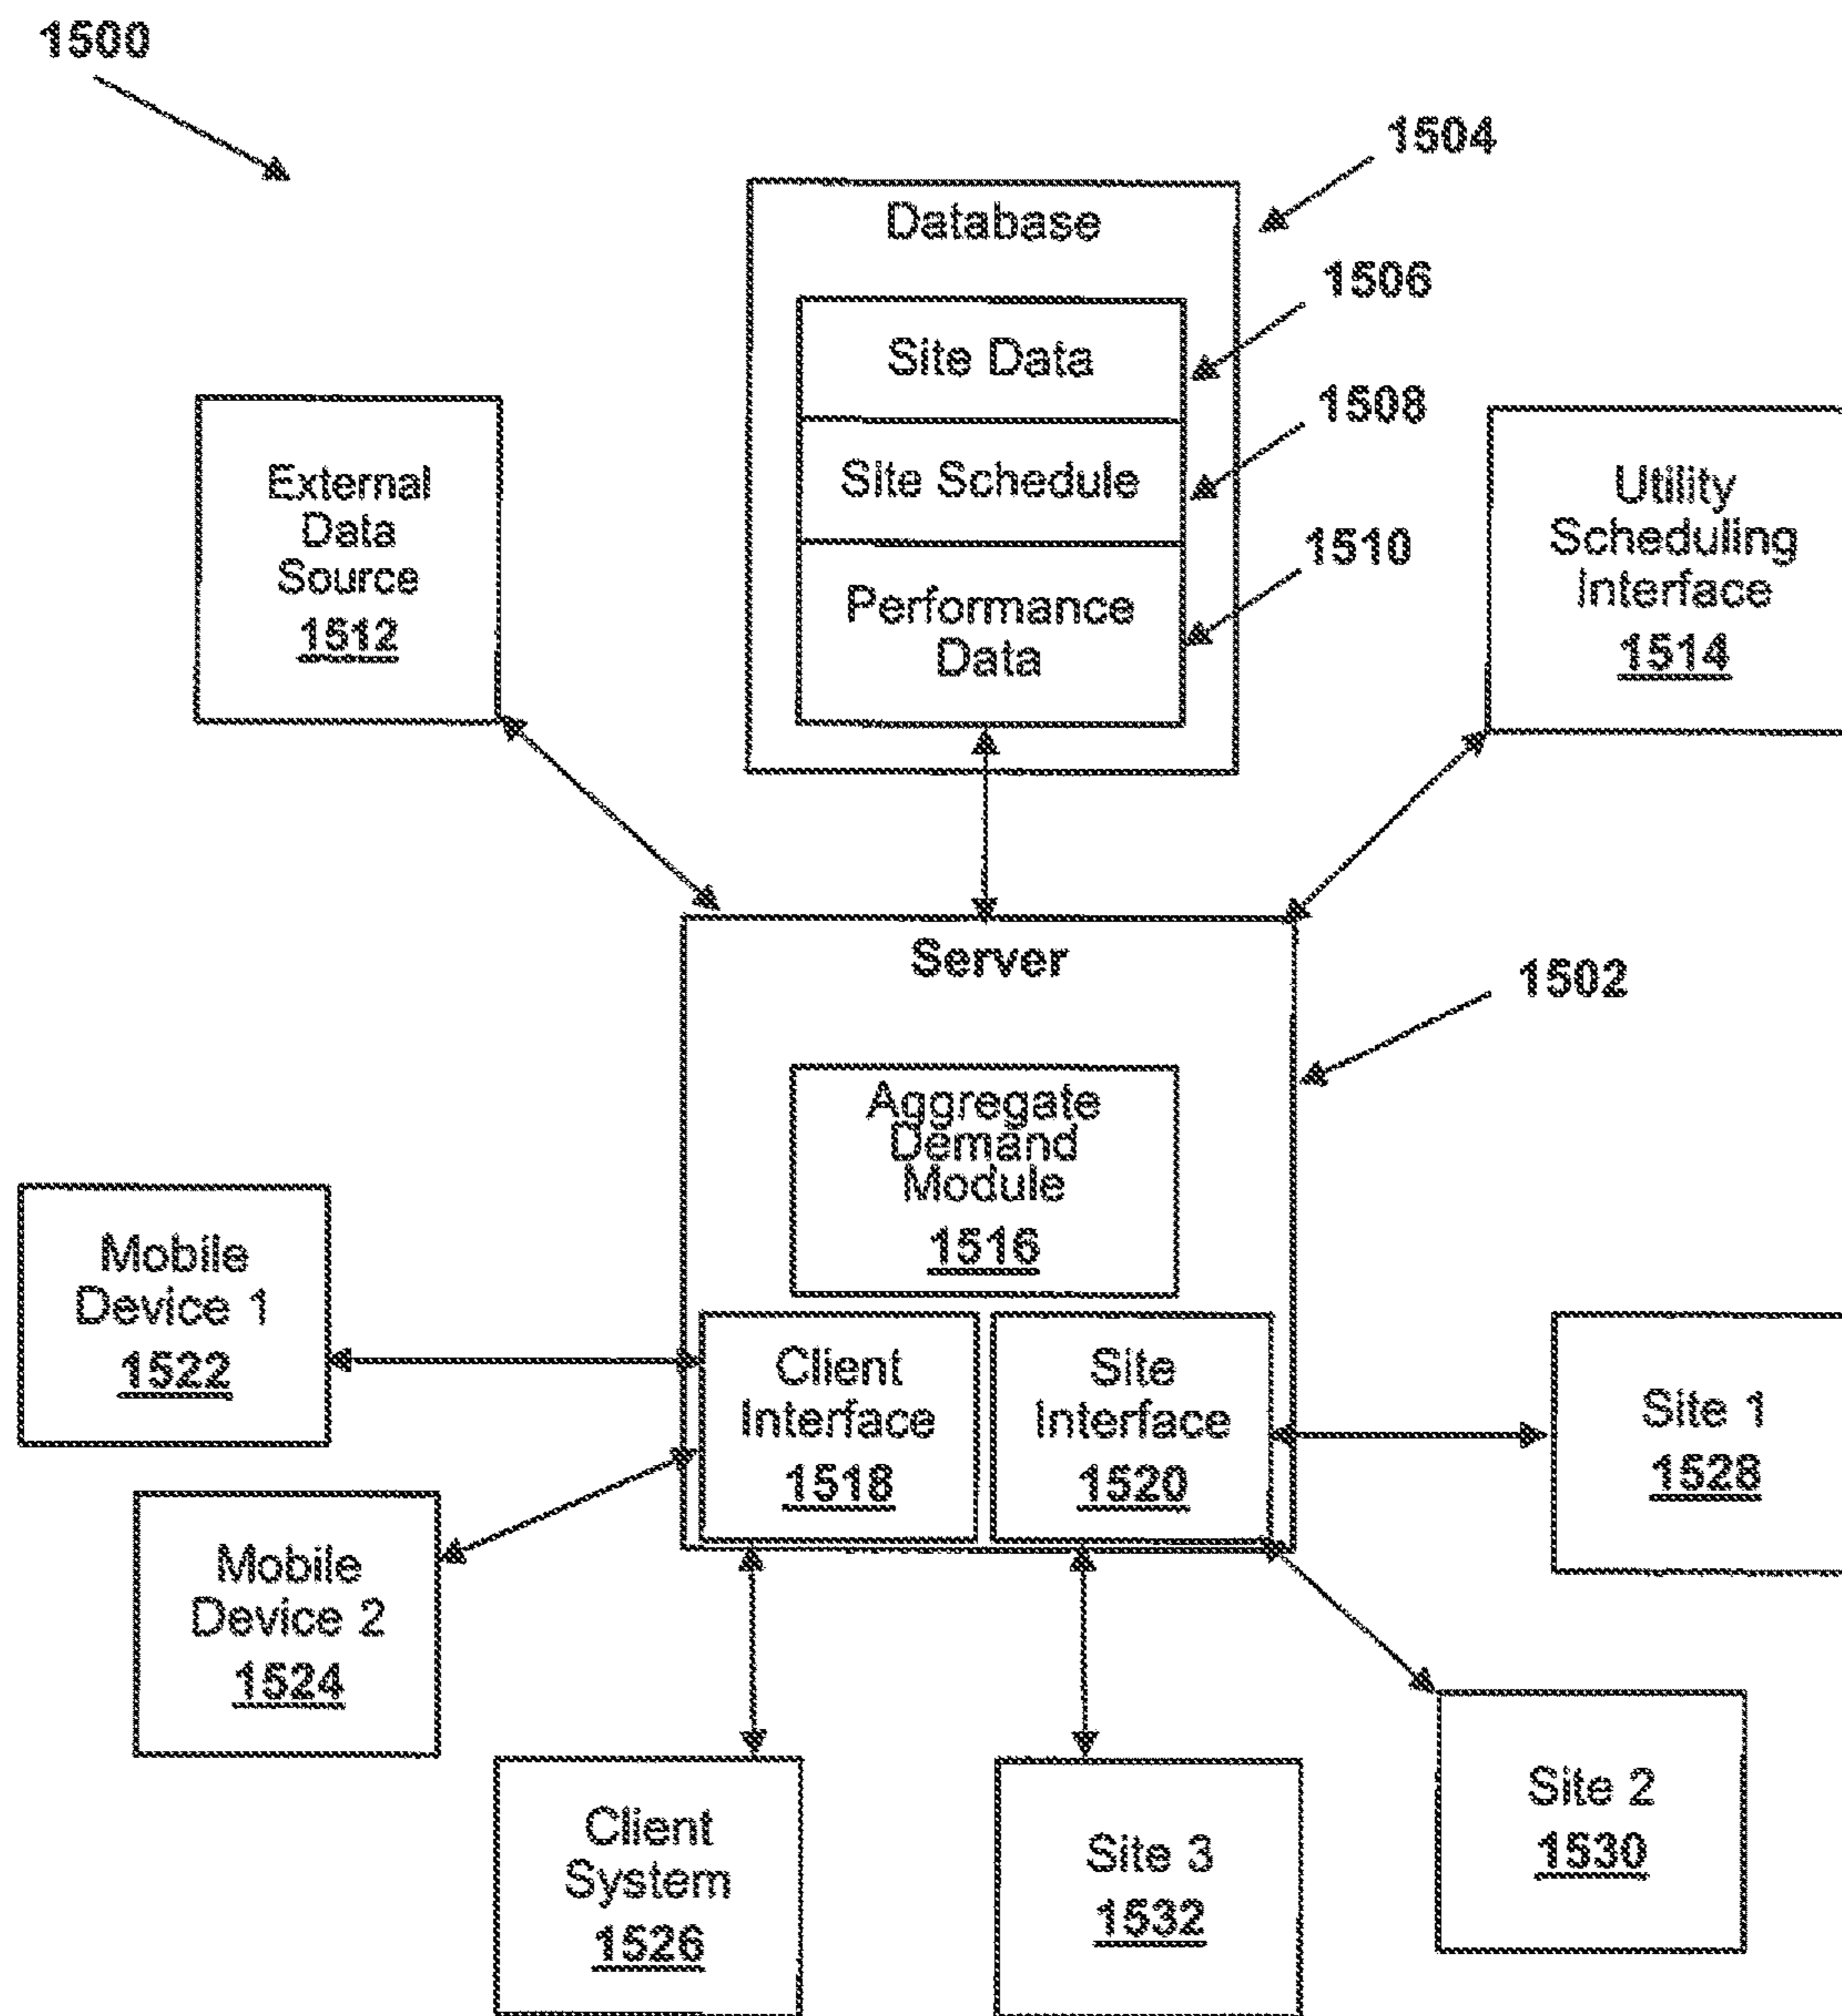 1500
1504
Database
1506
Site Data
1508
Site Schedule
1510
Performance
Data
External
Data
Source
1512
Utility
Scheduling
Interface
1514
Server
1502
Aggregate
Demand
Module
1516
Mobile
Device 1
1522
Client
Interface
1518
Site
Interface
1520
Site 1
1528
Mobile
Device 2
1524
Client
System
1526
Site 3
1532
Site 2
1530